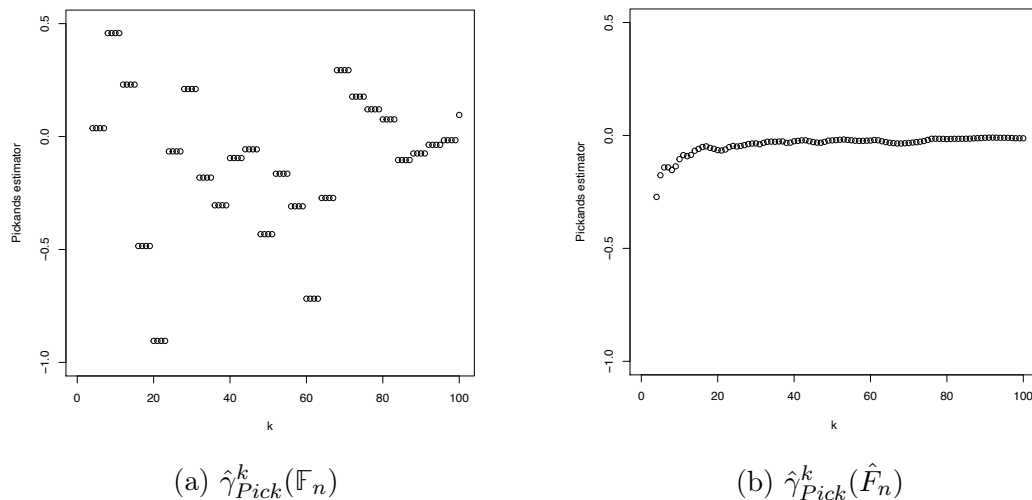 0.5
0.0
−0.5
−1.0
Pickands estimator
0 20 40 60 80 100
k
0.5
0.0
−0.5
−1.0
Pickands estimator
0 20 40 60 80 100
k
(a) $\hat{\gamma}^{k}_{Pick}(\mathbb{F}_n)$
(b) $\hat{\gamma}^{k}_{Pick}(\hat{F}_n)$